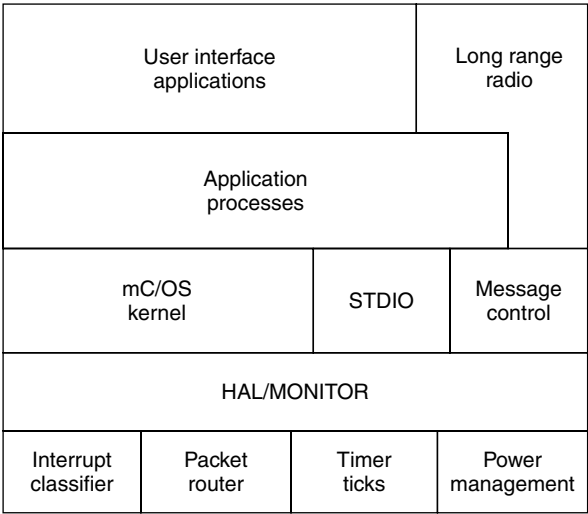 User interface
applications
Long range
radio
Application
processes
mC/OS
kernel
STDIO
Message
control
HAL/MONITOR
Interrupt
classifier
Packet
router
Timer
ticks
Power
management